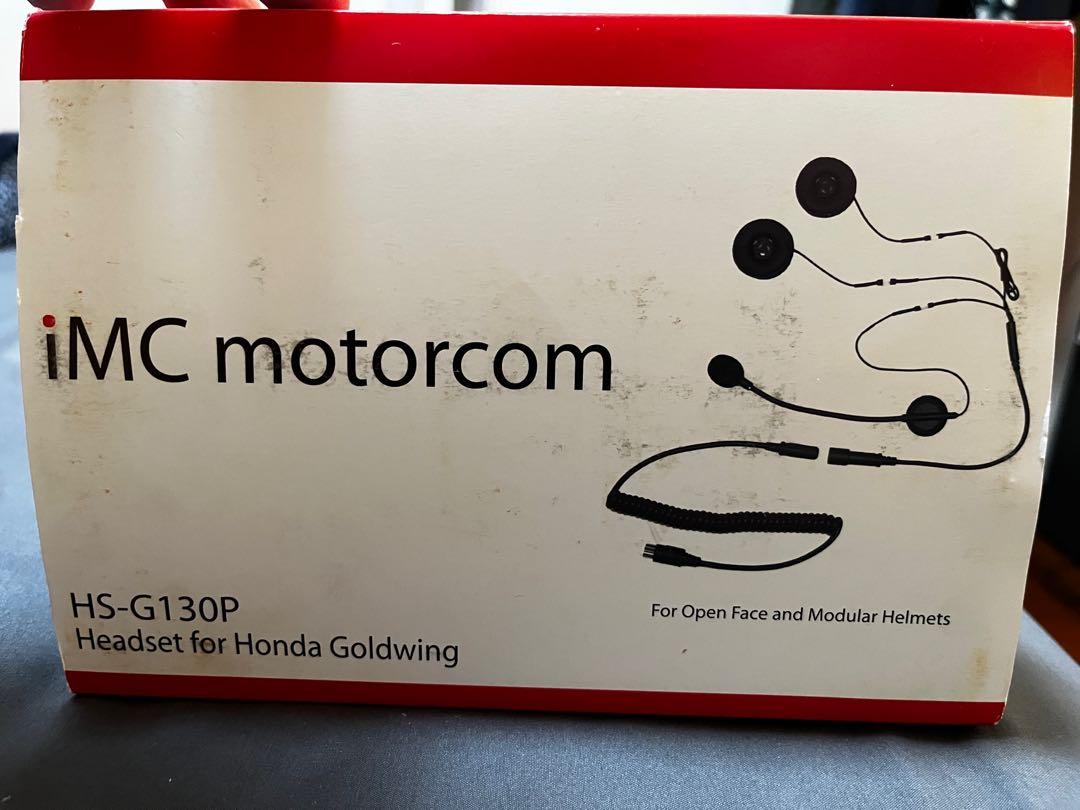 iMC motorcom
HS-G130P
Headset for Honda Goldwing
For Open Face and Modular Helmets